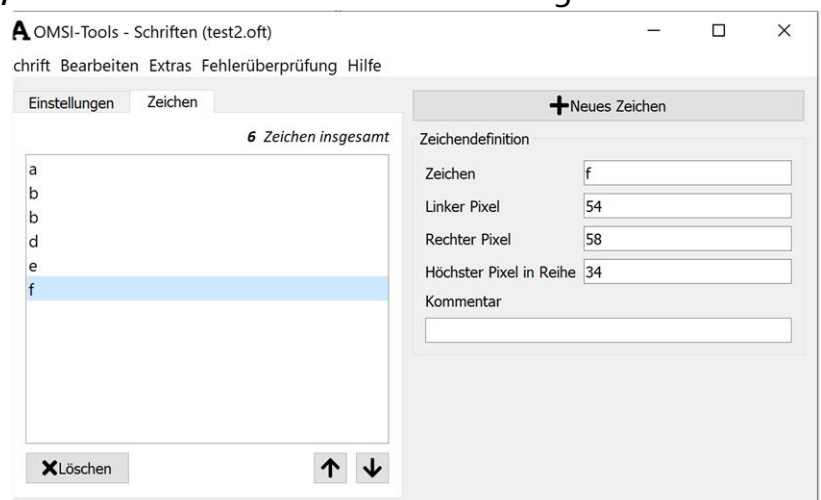 OMSI-Tools - Schriften (test2.oft)
chrift Bearbeiten Extras Fehlerüberprüfung Hilfe
Einstellungen Zeichen
6 Zeichen insgesamt
a
b
b
d
e
f
Löschen
Neues Zeichen
Zeichendefinition
Zeichen f
Linker Pixel 54
Rechter Pixel 58
Höchster Pixel in Reihe 34
Kommentar